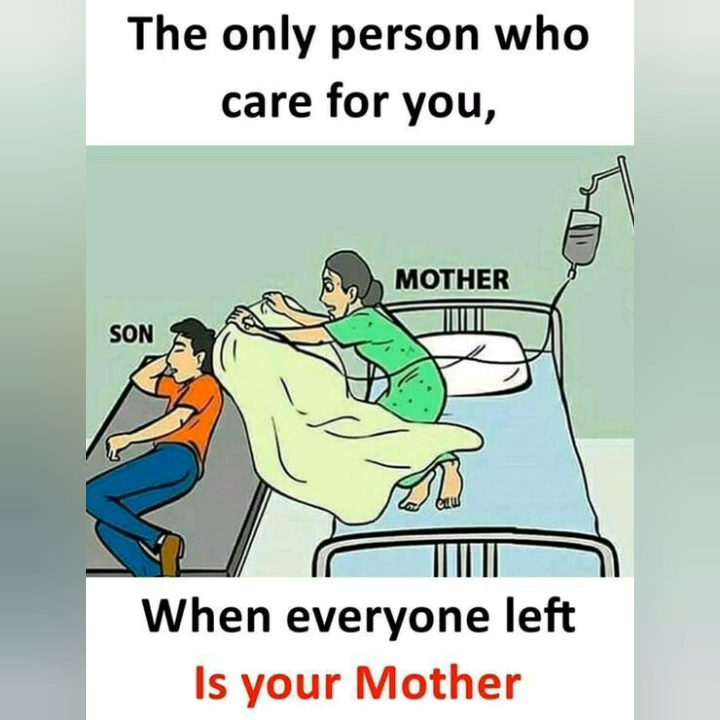 The only person who
care for you,
MOTHER
SON
When everyone left
Is your Mother